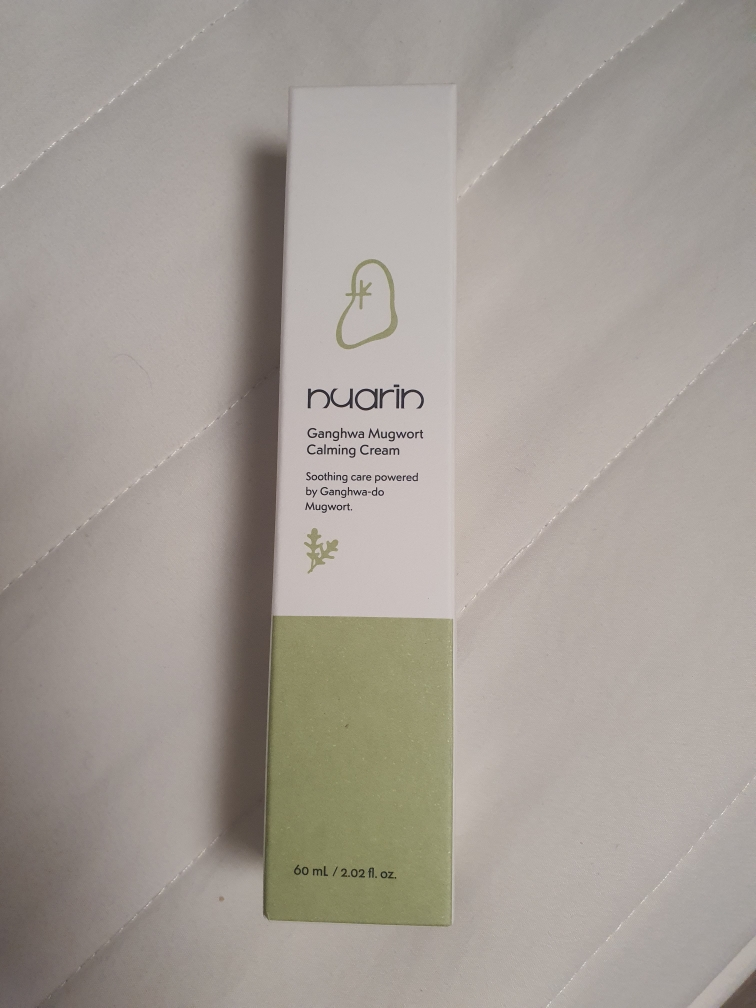 nuarin
Ganghwa Mugwort
Calming Cream
Soothing care powered
by Ganghwa-do
Mugwort.
60 mL / 2.02 fl. oz.